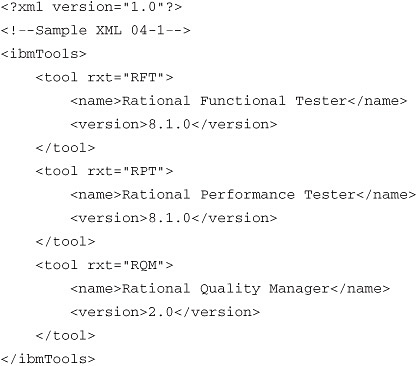 <?xml version="1.0"?>
<!--Sample XML 04-1-->
<ibmTools>
    <tool rxt="RFT">
        <name>Rational Functional Tester</name>
        <version>8.1.0</version>
    </tool>
    <tool rxt="RPT">
        <name>Rational Performance Tester</name>
        <version>8.1.0</version>
    </tool>
    <tool rxt="RQM">
        <name>Rational Quality Manager</name>
        <version>2.0</version>
    </tool>
</ibmTools>